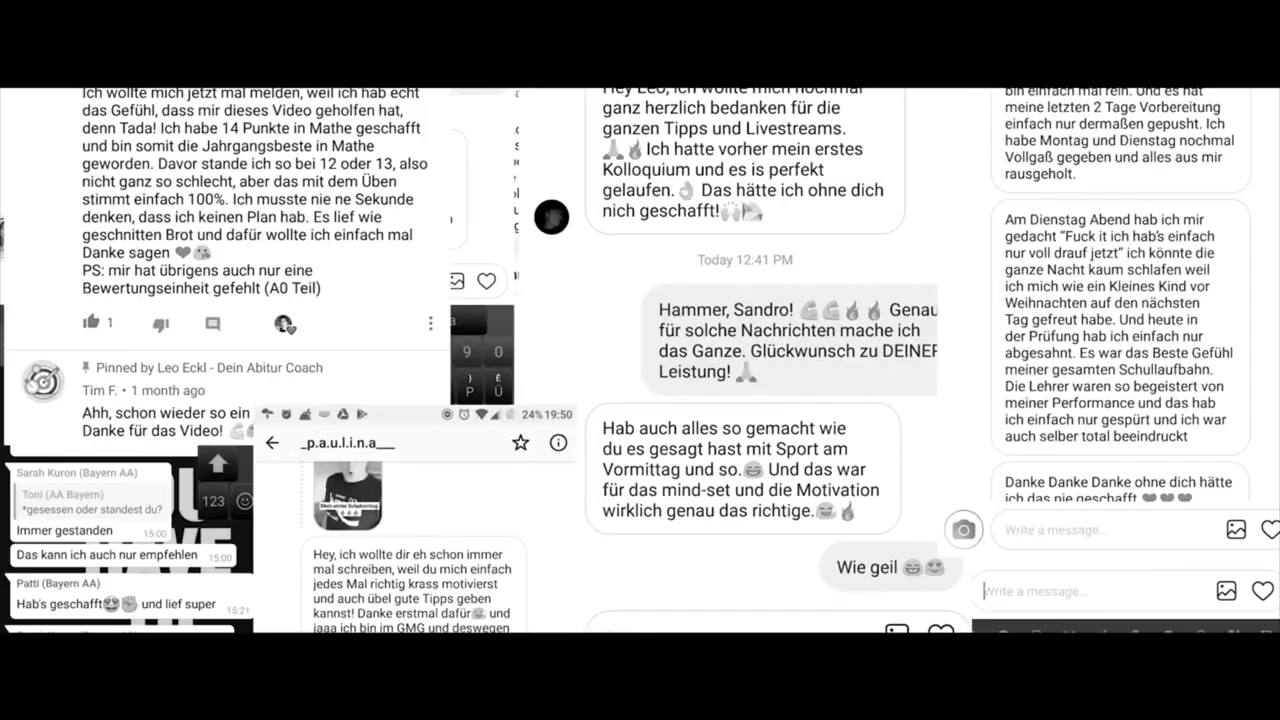 Ich wollte mich jetzt mal melden, weil ich hab echt
das Gefühl, dass mir dieses Video geholfen hat,
denn Tada! Ich habe 14 Punkte in Mathe geschafft
und bin somit die Jahrgangsbeste in Mathe
geworden. Davor stande ich so bei 12 oder 13, also
nicht ganz so schlecht, aber das mit dem Üben
stimmt einfach 100%. Ich musste nie ne Sekunde
denken, dass ich keinen Plan hab. Es lief wie
geschnitten Brot und dafür wollte ich einfach mal
Danke sagen ❤😘
PS: mir hat übrigens auch nur eine
Bewertungseinheit gefehlt (A0 Teil)
1
Pinned by Leo Eckl - Dein Abitur Coach
Tim F. • 1 month ago
Ahh, schon wieder so ein
Danke für das Video! 💪
a
9 0
) È
P Ü
123
Sarah Kuron (Bayern AA)
Toni (AA Bayern)
*gesessen oder standest du?
Immer gestanden 15:00
Das kann ich auch nur empfehlen 15:00
Patti (Bayern AA)
Hab's geschafft😍✊ und lief super 15:21
24% 19:50
_p.a.u.l.i.n.a___
Mein erster Schulvortrag
Hey, ich wollte dir eh schon immer
mal schreiben, weil du mich einfach
jedes Mal richtig krass motivierst
und auch übel gute Tipps geben
kannst! Danke erstmal dafür😁 und
jaaa ich bin im GMG und deswegen
Hey Leo, ich wollte mich nochmal
ganz herzlich bedanken für die
ganzen Tipps und Livestreams.
🙏🔥Ich hatte vorher mein erstes
Kolloquium und es is perfekt
gelaufen.👌 Das hätte ich ohne dich
nich geschafft!🙌
Today 12:41 PM
Hammer, Sandro! 💪💪🔥🔥 Genau
für solche Nachrichten mache ich
das Ganze. Glückwunsch zu DEINER
Leistung! 🙏
Hab auch alles so gemacht wie
du es gesagt hast mit Sport am
Vormittag und so.😁 Und das war
für das mind-set und die Motivation
wirklich genau das richtige.😁🔥
Wie geil 😁😍
bin einfach mal rein. Und es hat
meine letzten 2 Tage Vorbereitung
einfach nur dermaßen gepusht. Ich
habe Montag und Dienstag nochmal
Vollgaß gegeben und alles aus mir
rausgeholt.
Am Dienstag Abend hab ich mir
gedacht "Fuck it ich hab's einfach
nur voll drauf jetzt" ich könnte die
ganze Nacht kaum schlafen weil
ich mich wie ein Kleines Kind vor
Weihnachten auf den nächsten
Tag gefreut habe. Und heute in
der Prüfung hab ich einfach nur
abgesahnt. Es war das Beste Gefühl
meiner gesamten Schullaufbahn.
Die Lehrer waren so begeistert von
meiner Performance und das hab
ich einfach nur gespürt und ich war
auch selber total beeindruckt
Danke Danke Danke ohne dich hätte
ich das nie geschafft ❤❤❤
Write a message...
Write a message...